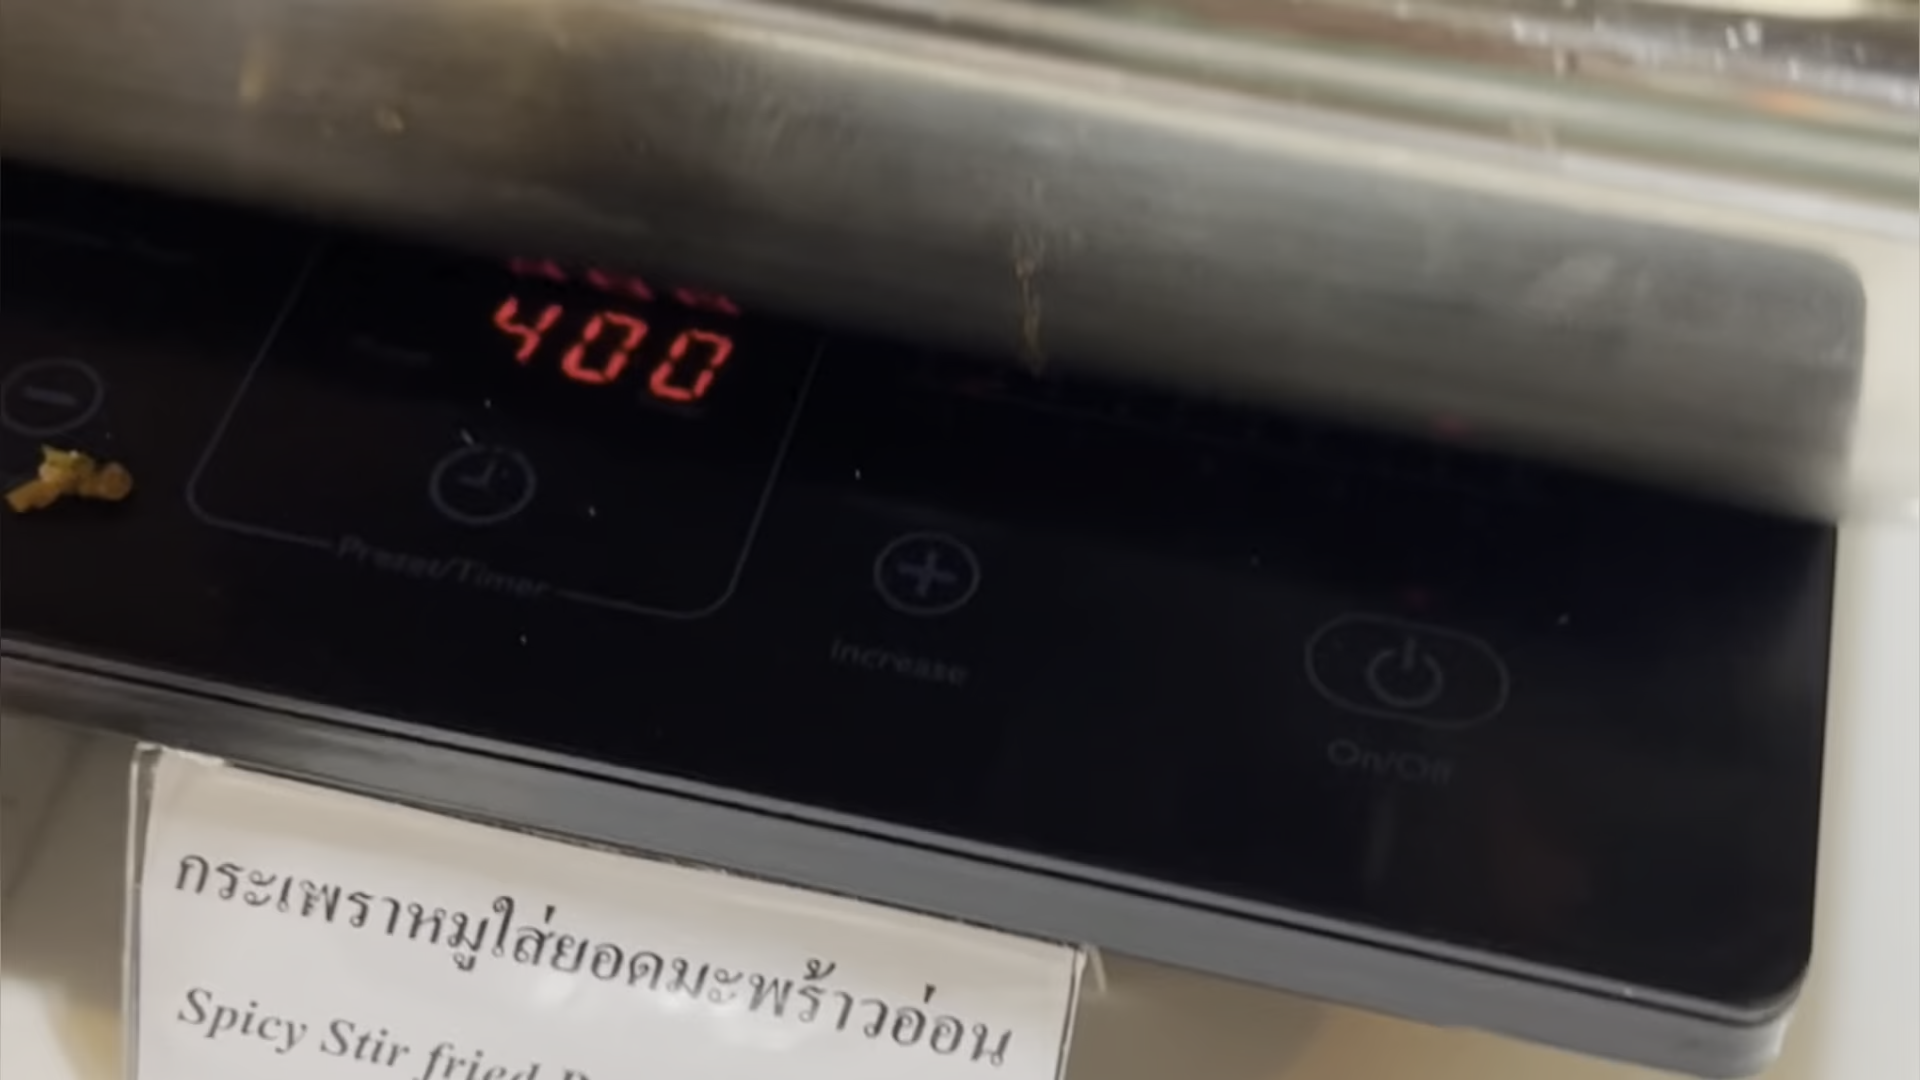 400
Preset/Timer
Increase
On/Off
กระเพราหมูใส่ยอดมะพร้าวอ่อน
Spicy Stir fried